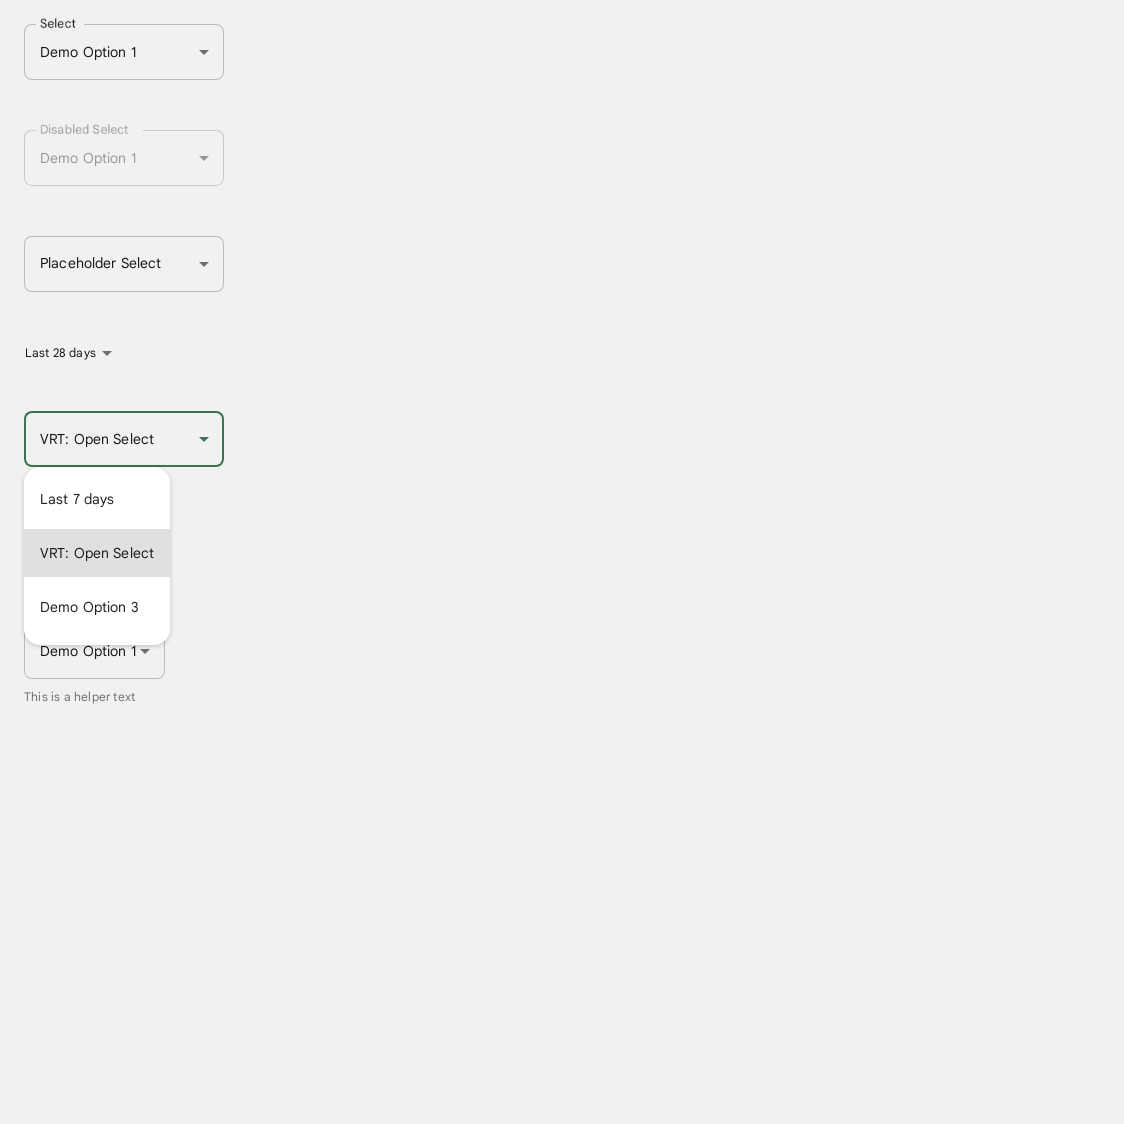 Select
Demo Option 1
Disabled Select
Demo Option 1
Placeholder Select
Last 28 days
VRT: Open Select
Last 7 days
VRT: Open Select
Demo Option 3
Demo Option 1
This is a helper text